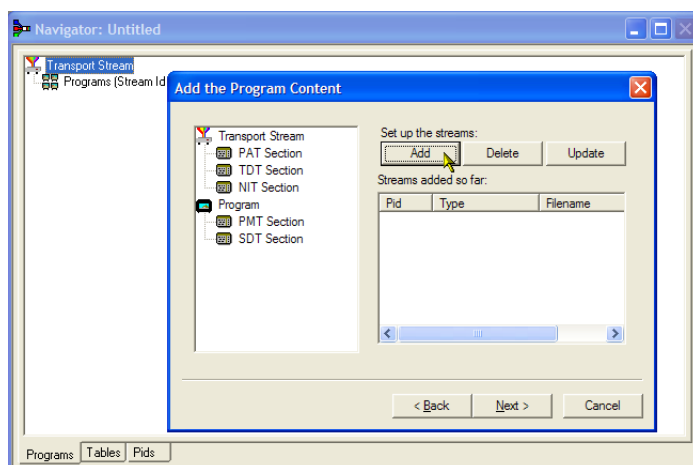 Navigator: Untitled
Transport Stream
Programs (Stream Id
Add the Program Content
Transport Stream
PAT Section
TDT Section
NIT Section
Program
PMT Section
SDT Section
Set up the streams:
Add Delete Update
Streams added so far:
Pid Type Filename
< Back Next > Cancel
Programs Tables Pids